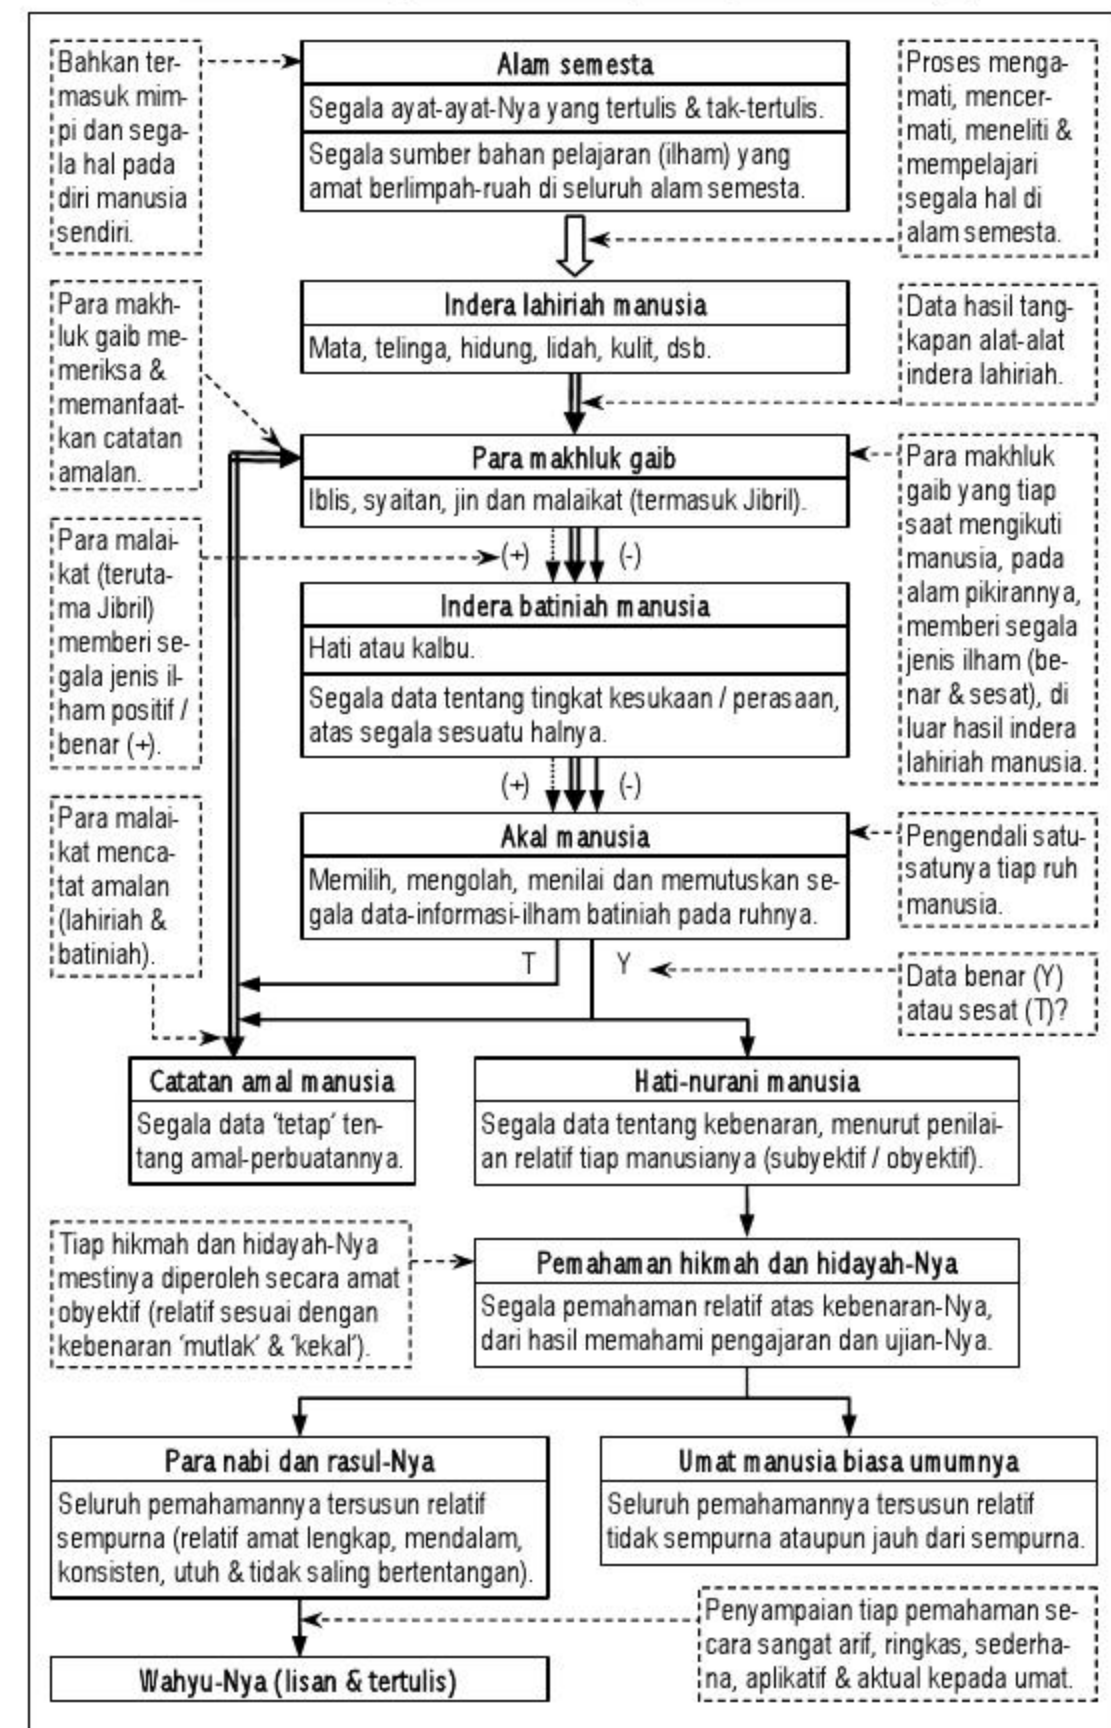 Bahkan ter-
masuk mim-
pi dan sega-
la hal pada
diri manusia
sendiri.
Alam semesta
Segala ayat-ayat-Nya yang tertulis & tak-tertulis.
Segala sumber bahan pelajaran (ilham) yang
amat berlimpah-ruah di seluruh alam semesta.
Proses menga-
mati, mencer-
mati, meneliti &
mempelajari
segala hal di
alam semesta.
Indera lahiriah manusia
Mata, telinga, hidung, lidah, kulit, dsb.
Data hasil tang-
kapan alat-alat
indera lahiriah.
Para makh-
luk gaib me-
meriksa &
memanfaat-
kan catatan
amalan.
Para makhluk gaib
Iblis, syaitan, jin dan malaikat (termasuk Jibril).
Para makhluk
gaib yang tiap
saat mengikuti
manusia, pada
alam pikirannya,
memberi segala
jenis ilham (be-
nar & sesat), di
luar hasil indera
lahiriah manusia.
Para malai-
kat (teruta-
ma Jibril)
memberi se-
gala jenis il-
ham positif /
benar (+).
(+) (-)
Indera batiniah manusia
Hati atau kalbu.
Segala data tentang tingkat kesukaan / perasaan,
atas segala sesuatu halnya.
(+) (-)
Akal manusia
Memilih, mengolah, menilai dan memutuskan se-
gala data-informasi-ilham batiniah pada ruhnya.
Pengendali satu-
satunya tiap ruh
manusia.
Para malai-
kat menca-
tat amalan
(lahiriah &
batiniah).
T Y
Data benar (Y)
atau sesat (T)?
Catatan amal manusia
Segala data 'tetap' ten-
tang amal-perbuatannya.
Hati-nurani manusia
Segala data tentang kebenaran, menurut penilai-
an relatif tiap manusianya (subyektif / obyektif).
Tiap hikmah dan hidayah-Nya
mestinya diperoleh secara amat
obyektif (relatif sesuai dengan
kebenaran 'mutlak' & 'kekal').
Pemahaman hikmah dan hidayah-Nya
Segala pemahaman relatif atas kebenaran-Nya,
dari hasil memahami pengajaran dan ujian-Nya.
Para nabi dan rasul-Nya
Seluruh pemahamannya tersusun relatif
sempurna (relatif amat lengkap, mendalam,
konsisten, utuh & tidak saling bertentangan).
Umat manusia biasa umumnya
Seluruh pemahamannya tersusun relatif
tidak sempurna ataupun jauh dari sempurna.
Penyampaian tiap pemahaman se-
cara sangat arif, ringkas, sederha-
na, aplikatif & aktual kepada umat.
Wahyu-Nya (lisan & tertulis)